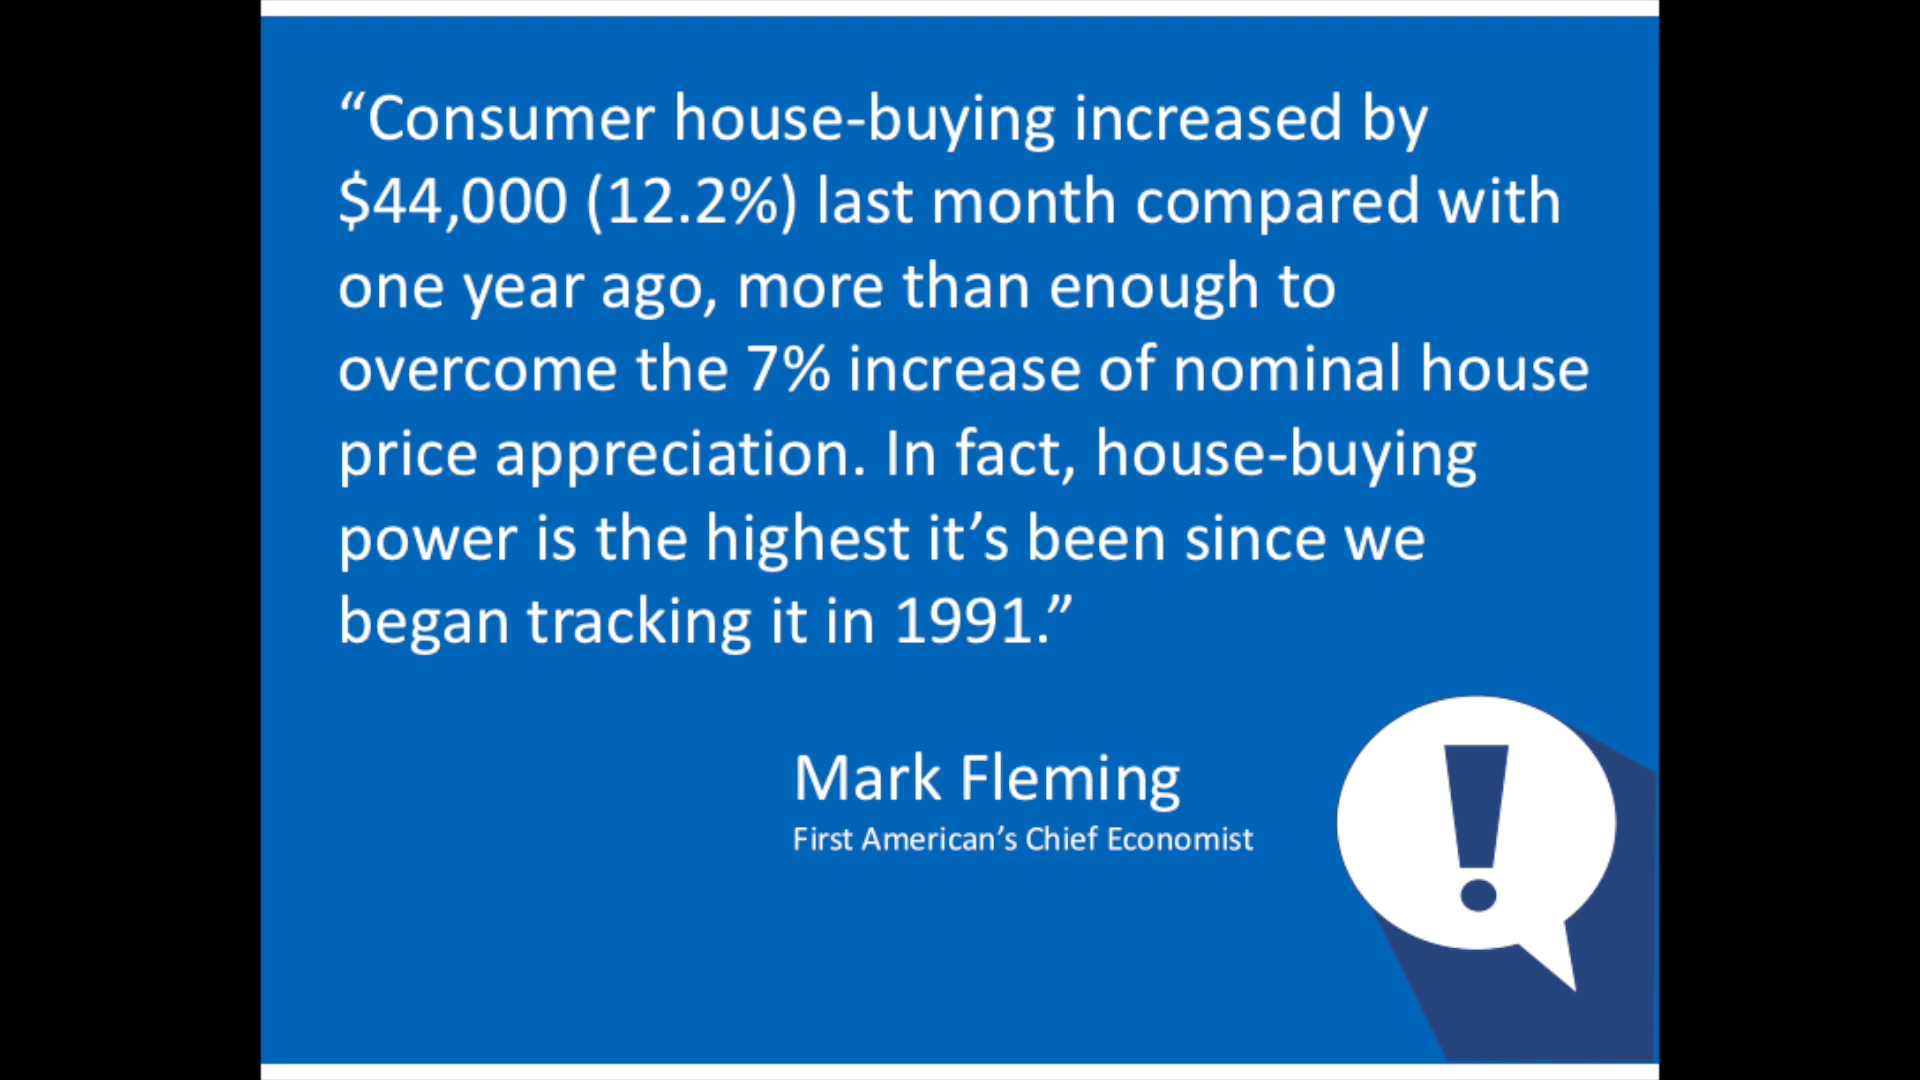 “Consumer house-buying increased by
$44,000 (12.2%) last month compared with
one year ago, more than enough to
overcome the 7% increase of nominal house
price appreciation. In fact, house-buying
power is the highest it’s been since we
began tracking it in 1991.”
Mark Fleming
First American’s Chief Economist
!